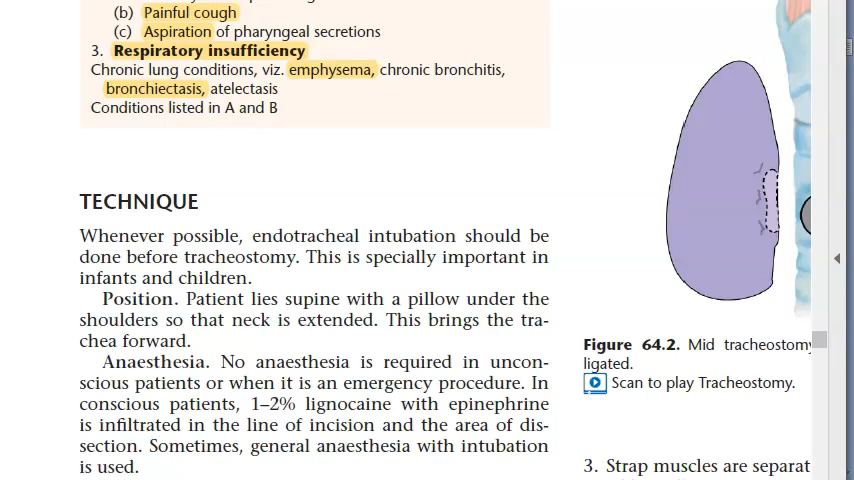 (b) Painful cough
(c) Aspiration of pharyngeal secretions
3. Respiratory insufficiency
Chronic lung conditions, viz. emphysema, chronic bronchitis,
bronchiectasis, atelectasis
Conditions listed in A and B
TECHNIQUE
Whenever possible, endotracheal intubation should be
done before tracheostomy. This is specially important in
infants and children.
Position. Patient lies supine with a pillow under the
shoulders so that neck is extended. This brings the tra-
chea forward.
Anaesthesia. No anaesthesia is required in uncon-
scious patients or when it is an emergency procedure. In
conscious patients, 1–2% lignocaine with epinephrine
is infiltrated in the line of incision and the area of dis-
section. Sometimes, general anaesthesia with intubation
is used.
Figure 64.2. Mid tracheostomy
ligated.
Scan to play Tracheostomy.
3. Strap muscles are separat